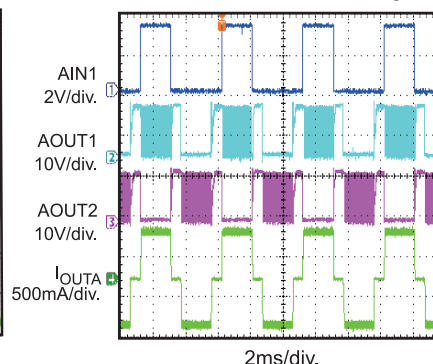 AIN1
2V/div.
1
AOUT1
10V/div.
2
AOUT2
10V/div.
3
IOUTA
500mA/div.
4
2ms/div.